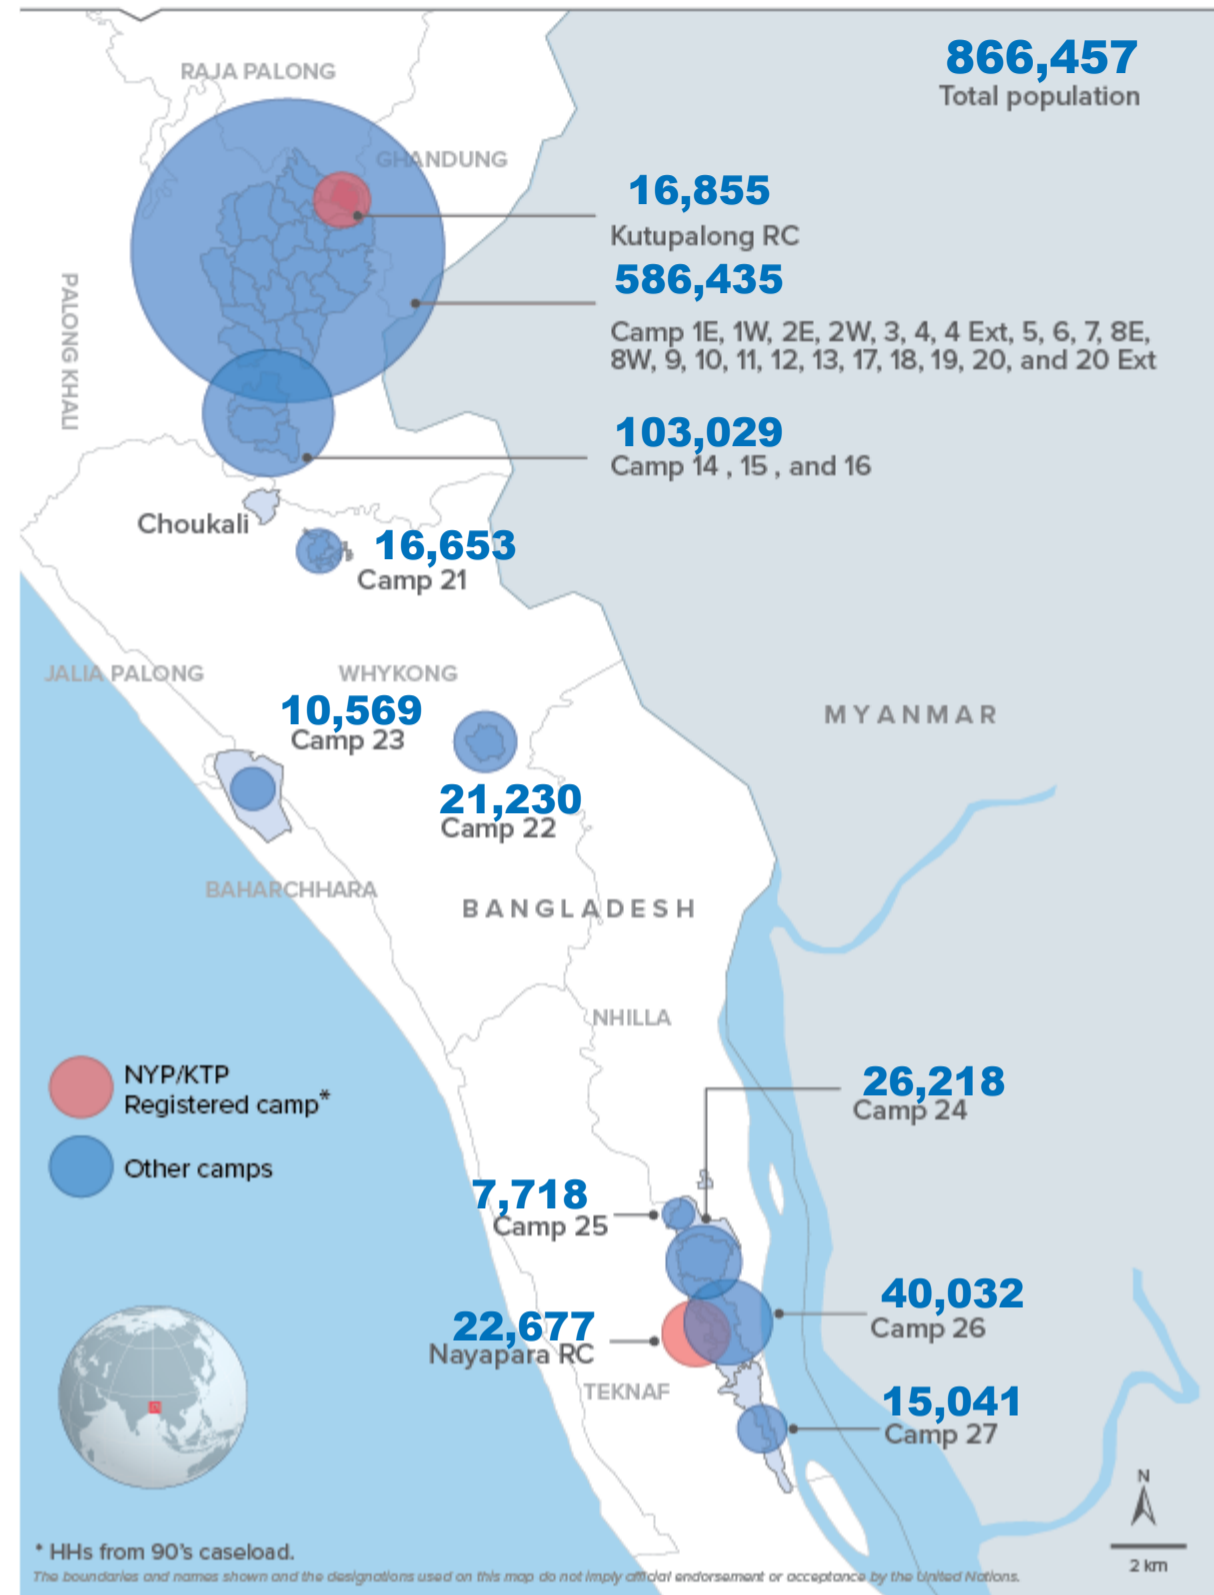 866,457
Total population
RAJA PALONG
GHANDUNG
16,855
Kutupalong RC
586,435
Camp 1E, 1W, 2E, 2W, 3, 4, 4 Ext, 5, 6, 7, 8E,
8W, 9, 10, 11, 12, 13, 17, 18, 19, 20, and 20 Ext
PALONG KHALI
103,029
Camp 14 , 15 , and 16
Choukali
16,653
Camp 21
JALIA PALONG
WHYKONG
10,569
Camp 23
MYANMAR
21,230
Camp 22
BAHARCHHARA
BANGLADESH
NHILLA
NYP/KTP
Registered camp*
Other camps
26,218
Camp 24
7,718
Camp 25
40,032
Camp 26
22,677
Nayapara RC
TEKNAF
15,041
Camp 27
N
2 km
* HHs from 90's caseload.
The boundaries and names shown and the designations used on this map do not imply official endorsement or acceptance by the United Nations.